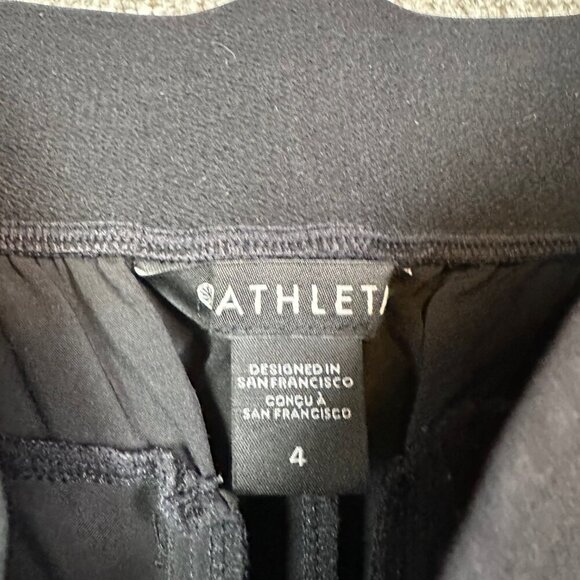 ATHLETA
DESIGNED IN
SAN FRANCISCO
CONÇU À
SAN FRANCISCO
4